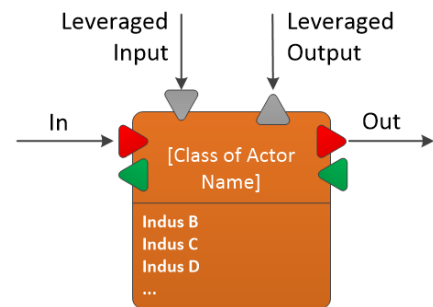 Leveraged
Input
Leveraged
Output
In
Out
[Class of Actor
Name]
Indus B
Indus C
Indus D
...